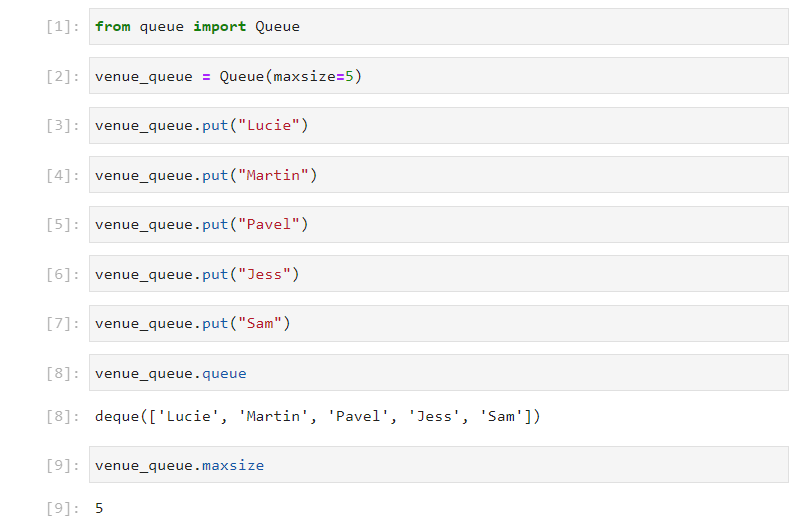 [1]: from queue import Queue
[2]: venue_queue = Queue(maxsize=5)
[3]: venue_queue.put("Lucie")
[4]: venue_queue.put("Martin")
[5]: venue_queue.put("Pavel")
[6]: venue_queue.put("Jess")
[7]: venue_queue.put("Sam")
[8]: venue_queue.queue
[8]: deque(['Lucie', 'Martin', 'Pavel', 'Jess', 'Sam'])
[9]: venue_queue.maxsize
[9]: 5